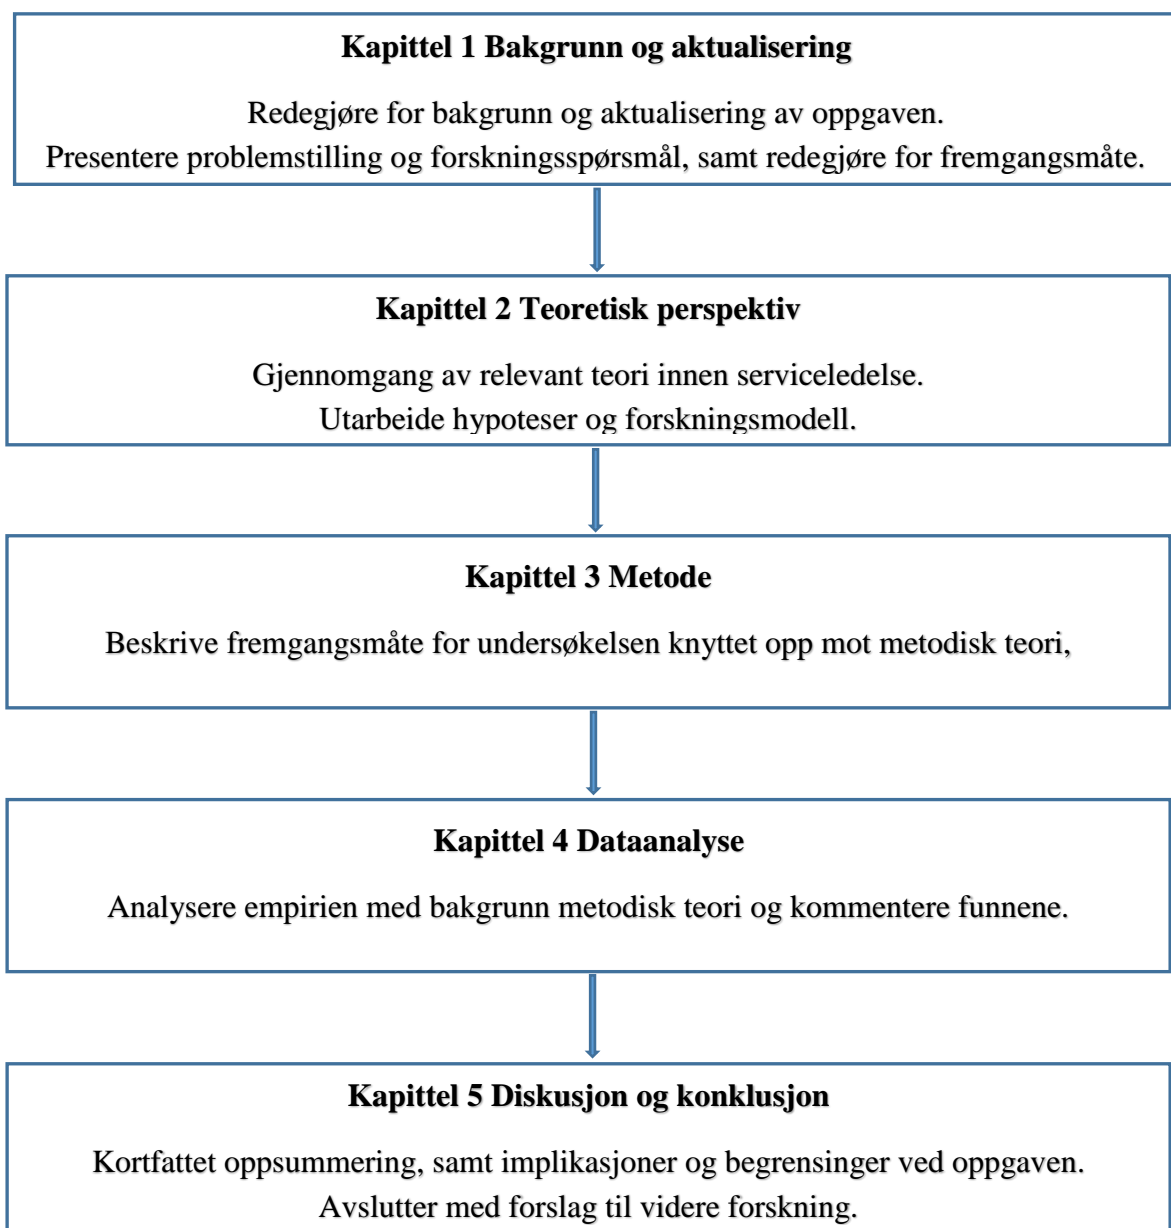 Kapittel 1 Bakgrunn og aktualisering
Redegjøre for bakgrunn og aktualisering av oppgaven.
Presentere problemstilling og forskningsspørsmål, samt redegjøre for fremgangsmåte.
Kapittel 2 Teoretisk perspektiv
Gjennomgang av relevant teori innen serviceledelse.
Utarbeide hypoteser og forskningsmodell.
Kapittel 3 Metode
Beskrive fremgangsmåte for undersøkelsen knyttet opp mot metodisk teori,
Kapittel 4 Dataanalyse
Analysere empirien med bakgrunn metodisk teori og kommentere funnene.
Kapittel 5 Diskusjon og konklusjon
Kortfattet oppsummering, samt implikasjoner og begrensinger ved oppgaven.
Avslutter med forslag til videre forskning.